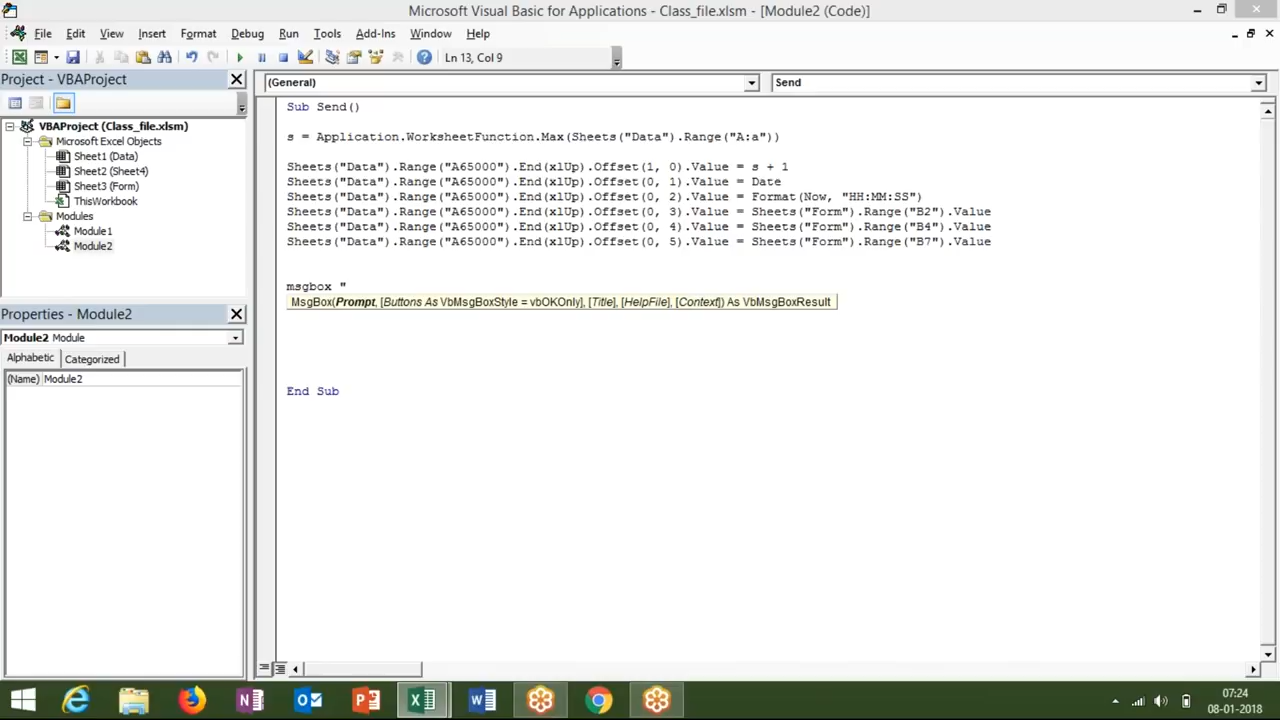 Microsoft Visual Basic for Applications - Class_file.xlsm - [Module2 (Code)]
File Edit View Insert Format Debug Run Tools Add-Ins Window Help
Ln 13, Col 9
Project - VBAProject
(General)
Send
VBAProject (Class_file.xlsm)
Microsoft Excel Objects
Sheet1 (Data)
Sheet2 (Sheet4)
Sheet3 (Form)
ThisWorkbook
Modules
Module1
Module2
Properties - Module2
Module2 Module
Alphabetic Categorized
(Name) Module2
Sub Send()
s = Application.WorksheetFunction.Max(Sheets("Data").Range("A:a"))
Sheets("Data").Range("A65000").End(xlUp).Offset(1, 0).Value = s + 1
Sheets("Data").Range("A65000").End(xlUp).Offset(0, 1).Value = Date
Sheets("Data").Range("A65000").End(xlUp).Offset(0, 2).Value = Format(Now, "HH:MM:SS")
Sheets("Data").Range("A65000").End(xlUp).Offset(0, 3).Value = Sheets("Form").Range("B2").Value
Sheets("Data").Range("A65000").End(xlUp).Offset(0, 4).Value = Sheets("Form").Range("B4").Value
Sheets("Data").Range("A65000").End(xlUp).Offset(0, 5).Value = Sheets("Form").Range("B7").Value
msgbox "
MsgBox(Prompt, [Buttons As VbMsgBoxStyle = vbOKOnly], [Title], [HelpFile], [Context]) As VbMsgBoxResult
End Sub
07:24
08-01-2018